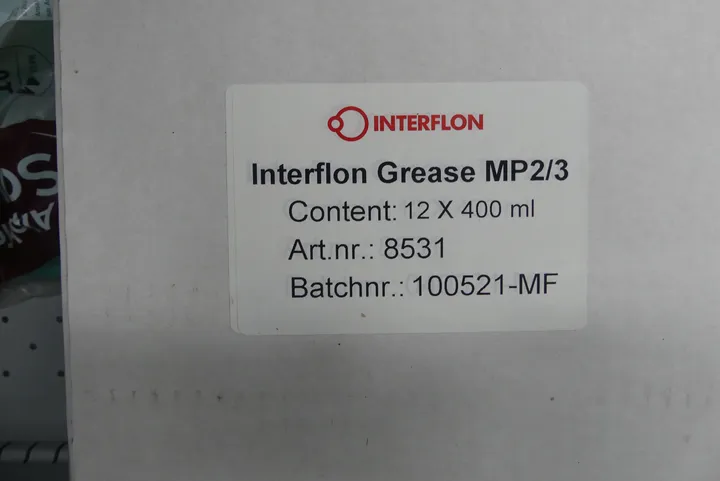 INTERFLON
Interflon Grease MP2/3
Content: 12 X 400 ml
Art.nr.: 8531
Batchnr.: 100521-MF